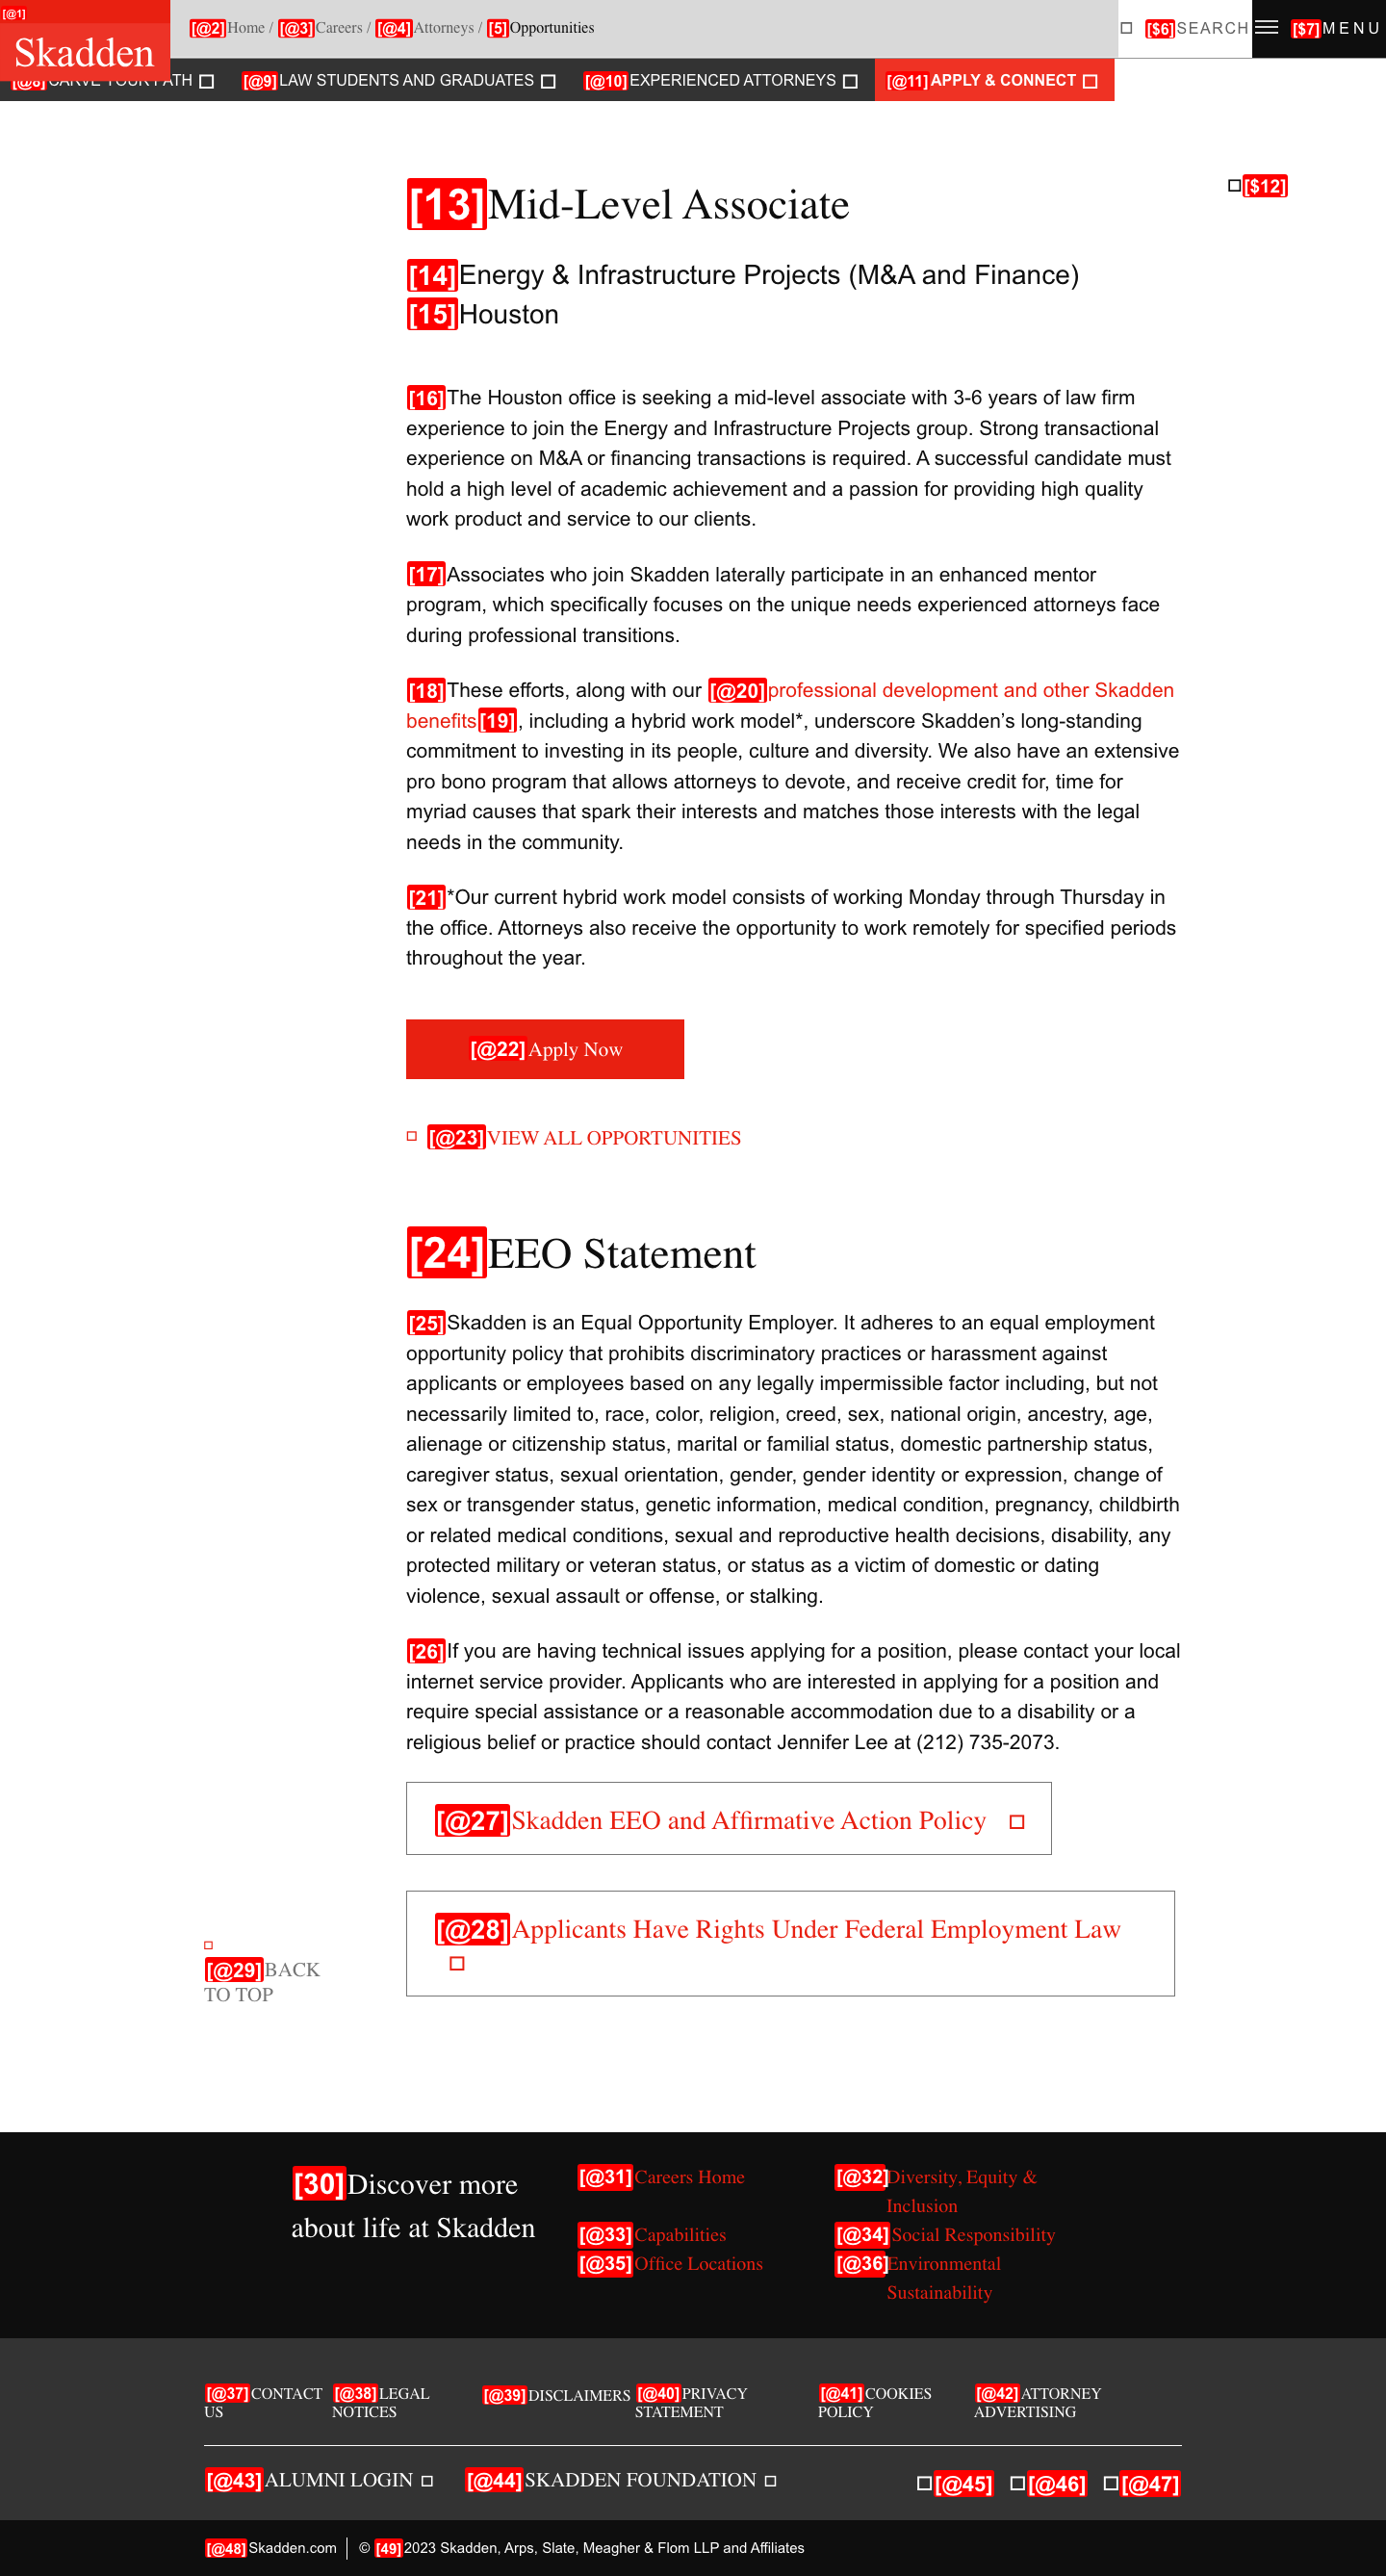 [@1]
Skadden
[@2]Home / [@3]Careers / [@4]Attorneys / [5]Opportunities
[$6]SEARCH
[$7]MENU
[@8]CARVE YOUR PATH
[@9]LAW STUDENTS AND GRADUATES
[@10]EXPERIENCED ATTORNEYS
[@11]APPLY & CONNECT
[$12]
[13]Mid-Level Associate
[14]Energy & Infrastructure Projects (M&A and Finance)
[15]Houston
[16]The Houston office is seeking a mid-level associate with 3-6 years of law firm
experience to join the Energy and Infrastructure Projects group. Strong transactional
experience on M&A or financing transactions is required. A successful candidate must
hold a high level of academic achievement and a passion for providing high quality
work product and service to our clients.
[17]Associates who join Skadden laterally participate in an enhanced mentor
program, which specifically focuses on the unique needs experienced attorneys face
during professional transitions.
[18]These efforts, along with our [@20]professional development and other Skadden
benefits[19], including a hybrid work model*, underscore Skadden’s long-standing
commitment to investing in its people, culture and diversity. We also have an extensive
pro bono program that allows attorneys to devote, and receive credit for, time for
myriad causes that spark their interests and matches those interests with the legal
needs in the community.
[21]*Our current hybrid work model consists of working Monday through Thursday in
the office. Attorneys also receive the opportunity to work remotely for specified periods
throughout the year.
[@22]Apply Now
[@23]VIEW ALL OPPORTUNITIES
[24]EEO Statement
[25]Skadden is an Equal Opportunity Employer. It adheres to an equal employment
opportunity policy that prohibits discriminatory practices or harassment against
applicants or employees based on any legally impermissible factor including, but not
necessarily limited to, race, color, religion, creed, sex, national origin, ancestry, age,
alienage or citizenship status, marital or familial status, domestic partnership status,
caregiver status, sexual orientation, gender, gender identity or expression, change of
sex or transgender status, genetic information, medical condition, pregnancy, childbirth
or related medical conditions, sexual and reproductive health decisions, disability, any
protected military or veteran status, or status as a victim of domestic or dating
violence, sexual assault or offense, or stalking.
[26]If you are having technical issues applying for a position, please contact your local
internet service provider. Applicants who are interested in applying for a position and
require special assistance or a reasonable accommodation due to a disability or a
religious belief or practice should contact Jennifer Lee at (212) 735-2073.
[@27]Skadden EEO and Affirmative Action Policy
[@28]Applicants Have Rights Under Federal Employment Law
[@29]BACK
TO TOP
[30]Discover more
about life at Skadden
[@31]Careers Home
[@32]Diversity, Equity &
Inclusion
[@33]Capabilities
[@34]Social Responsibility
[@35]Office Locations
[@36]Environmental
Sustainability
[@37]CONTACT
US
[@38]LEGAL
NOTICES
[@39]DISCLAIMERS
[@40]PRIVACY
STATEMENT
[@41]COOKIES
POLICY
[@42]ATTORNEY
ADVERTISING
[@43]ALUMNI LOGIN
[@44]SKADDEN FOUNDATION
[@45]
[@46]
[@47]
[@48]Skadden.com
© [49]2023 Skadden, Arps, Slate, Meagher & Flom LLP and Affiliates